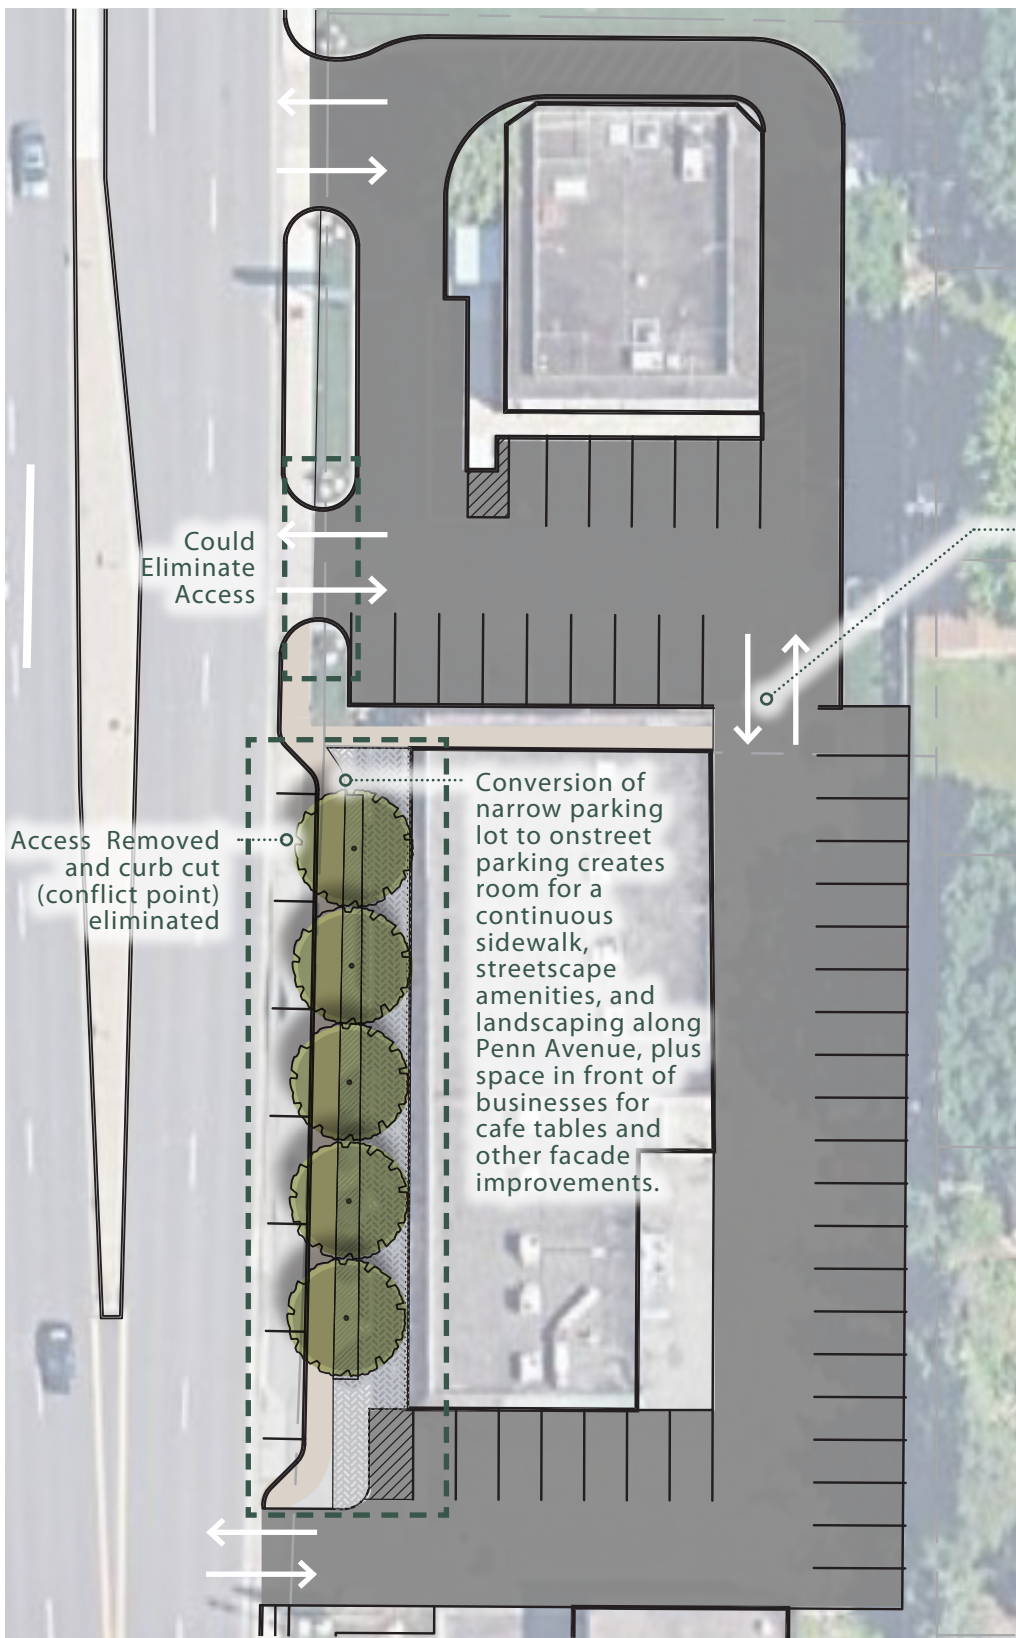 Could
Eliminate
Access
Access Removed
and curb cut
(conflict point)
eliminated
Conversion of
narrow parking
lot to onstreet
parking creates
room for a
continuous
sidewalk,
streetscape
amenities, and
landscaping along
Penn Avenue, plus
space in front of
businesses for
cafe tables and
other facade
improvements.